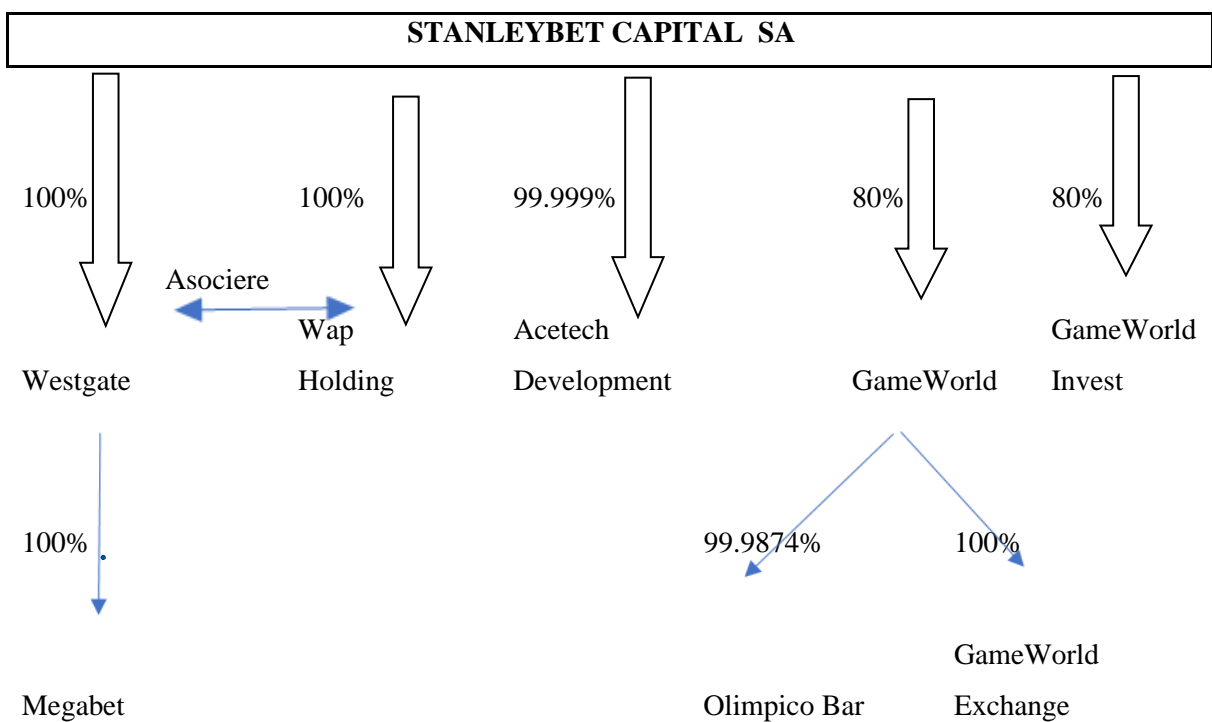 STANLEYBET CAPITAL SA
100% 100% 99.999% 80% 80%
Asociere
Wap Acetech GameWorld
Westgate Holding Development GameWorld Invest
100% 99.9874% 100%
GameWorld
Megabet Olimpico Bar Exchange